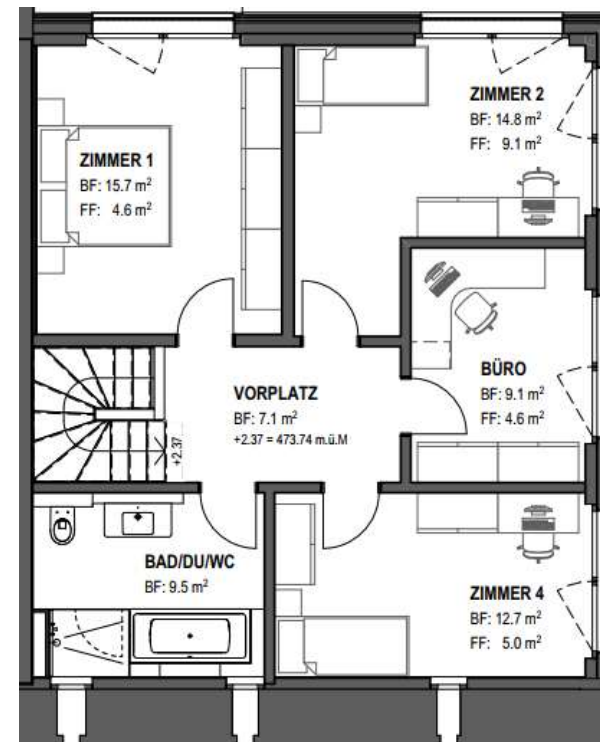 ZIMMER 1
BF: 15.7 m²
FF: 4.6 m²
ZIMMER 2
BF: 14.8 m²
FF: 9.1 m²
BÜRO
BF: 9.1 m²
FF: 4.6 m²
VORPLATZ
BF: 7.1 m²
+2.37 = 473.74 m.ü.M
+2.37
BAD/DU/WC
BF: 9.5 m²
ZIMMER 4
BF: 12.7 m²
FF: 5.0 m²